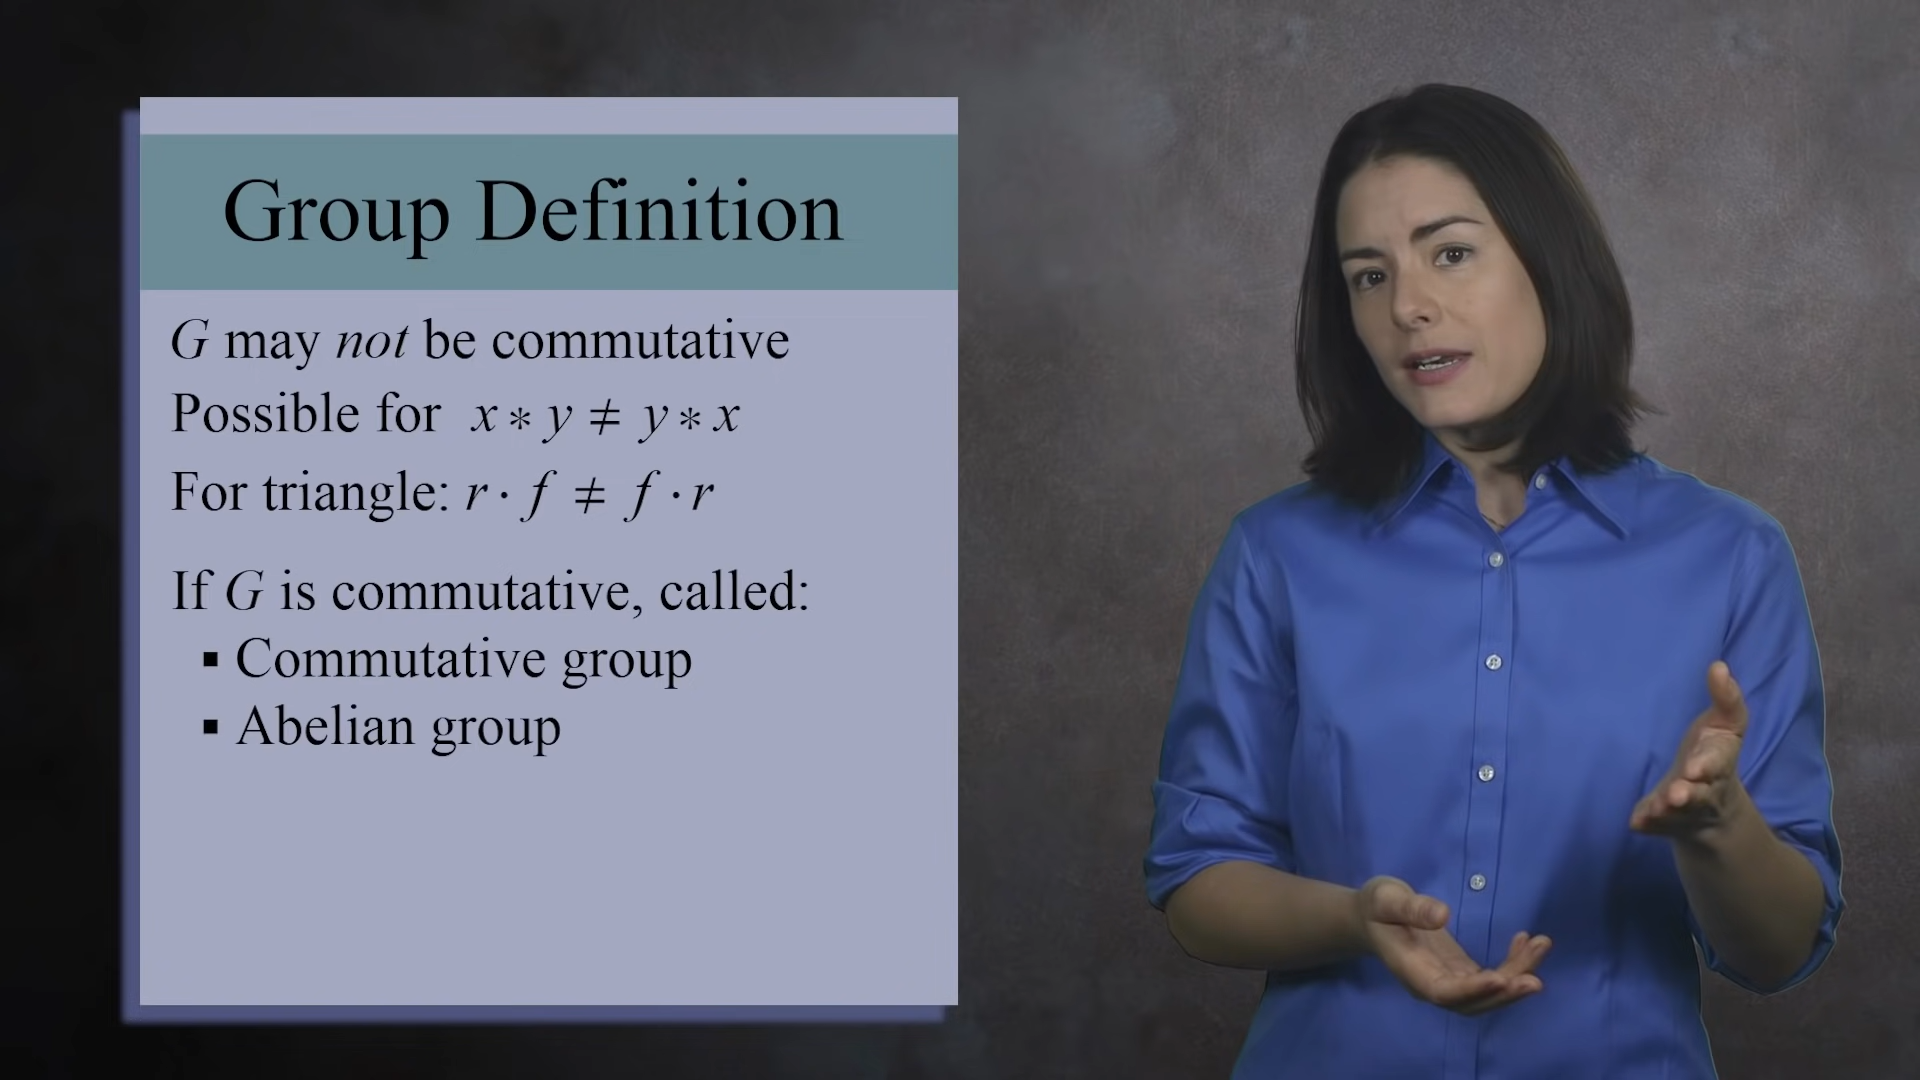 Group Definition
G may not be commutative
Possible for x * y ≠ y * x
For triangle: r · f ≠ f · r
If G is commutative, called:
▪ Commutative group
▪ Abelian group